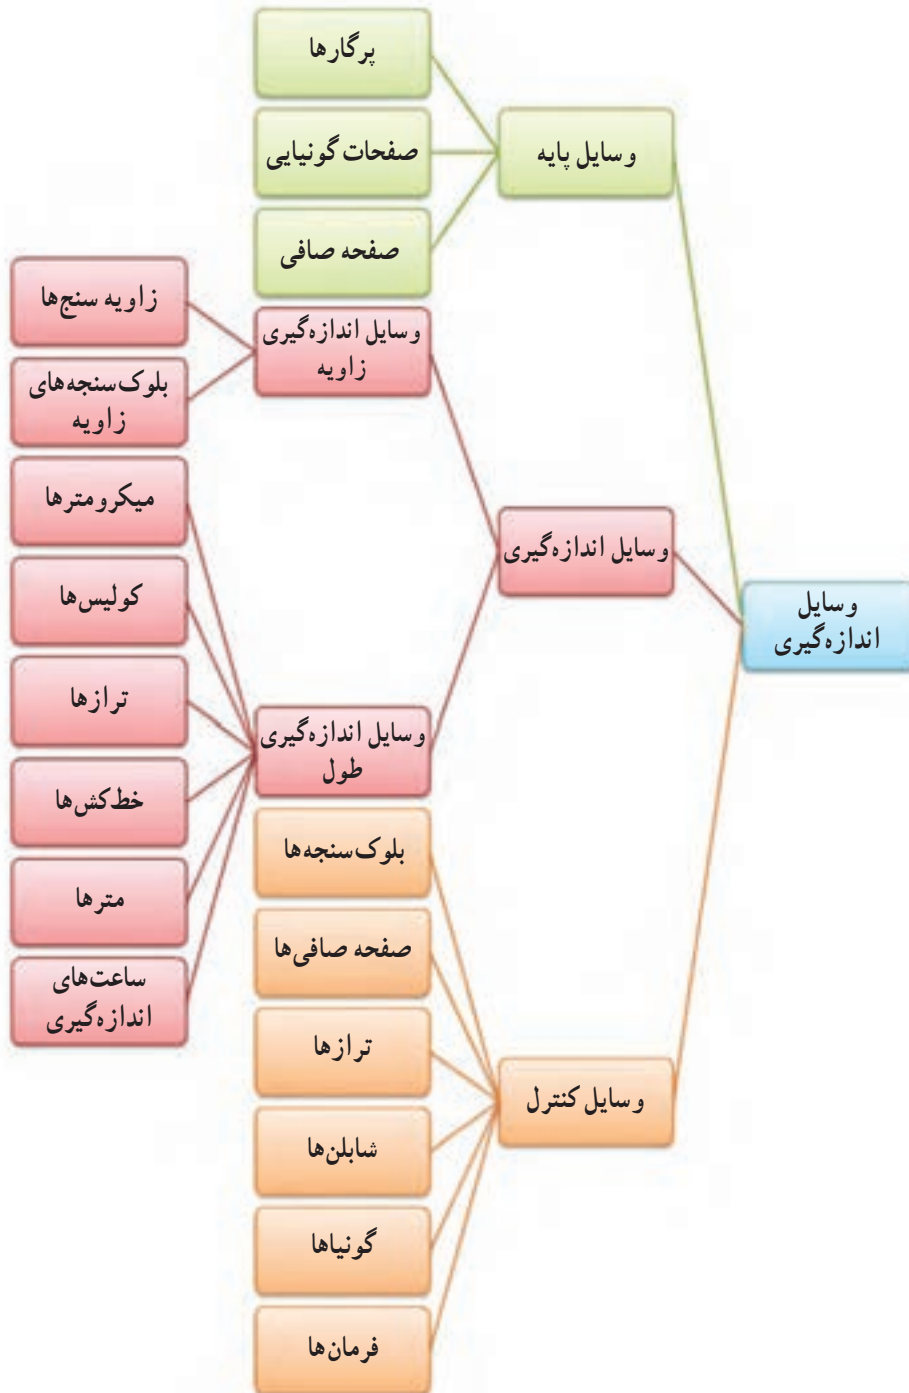 وسایل
اندازه‌گیری
وسایل پایه
پرگارها
صفحات گونیایی
صفحه صافی
وسایل اندازه‌گیری
وسایل اندازه‌گیری
زاویه
زاویه سنج‌ها
بلوک‌سنجه‌های
زاویه
وسایل اندازه‌گیری
طول
میکرومترها
کولیس‌ها
ترازها
خط‌کش‌ها
مترها
ساعت‌های
اندازه‌گیری
وسایل کنترل
بلوک‌سنجه‌ها
صفحه صافی‌ها
ترازها
شابلن‌ها
گونیاها
فرمان‌ها